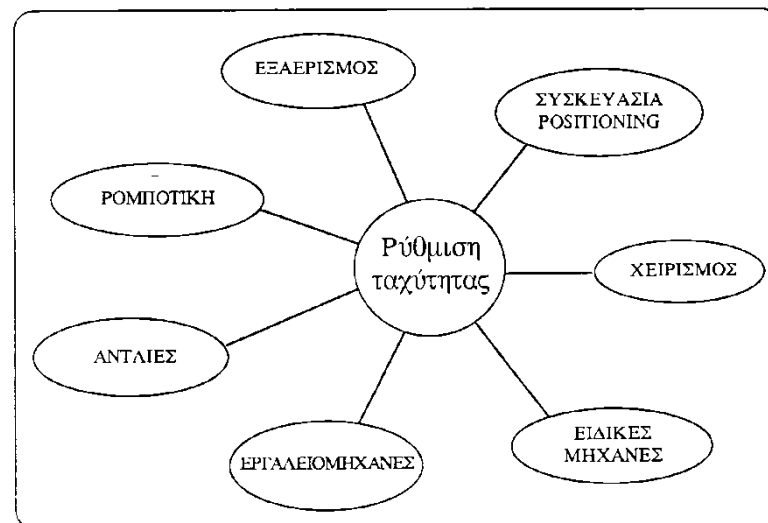 ΕΞΑΕΡΙΣΜΟΣ
ΣΥΣΚΕΥΑΣΙΑ
POSITIONING
ΡΟΜΠΟΤΙΚΗ
Ρύθμιση
ταχύτητας
ΧΕΙΡΙΣΜΟΣ
ΑΝΤΛΙΕΣ
ΕΙΔΙΚΕΣ
ΜΗΧΑΝΕΣ
ΕΡΓΑΛΕΙΟΜΗΧΑΝΕΣ